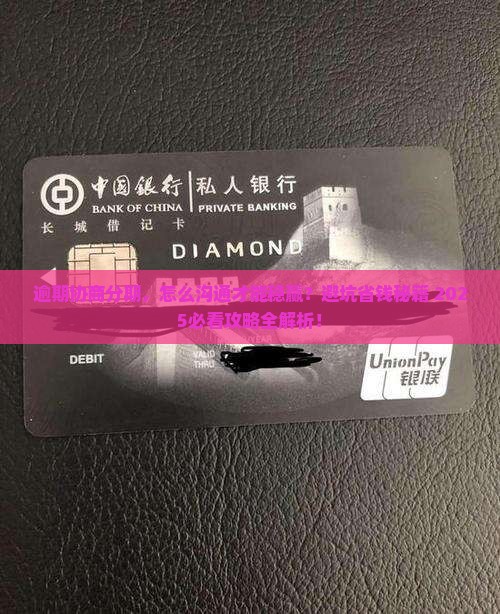 中國銀行 私人银行
BANK OF CHINA PRIVATE BANKING
长城借记卡
DIAMOND
逾期协商分期，怎么沟通才能稳赢！避坑省钱秘籍 202
5必看攻略全解析！
DEBIT
VALID
THRU
UnionPay
银联